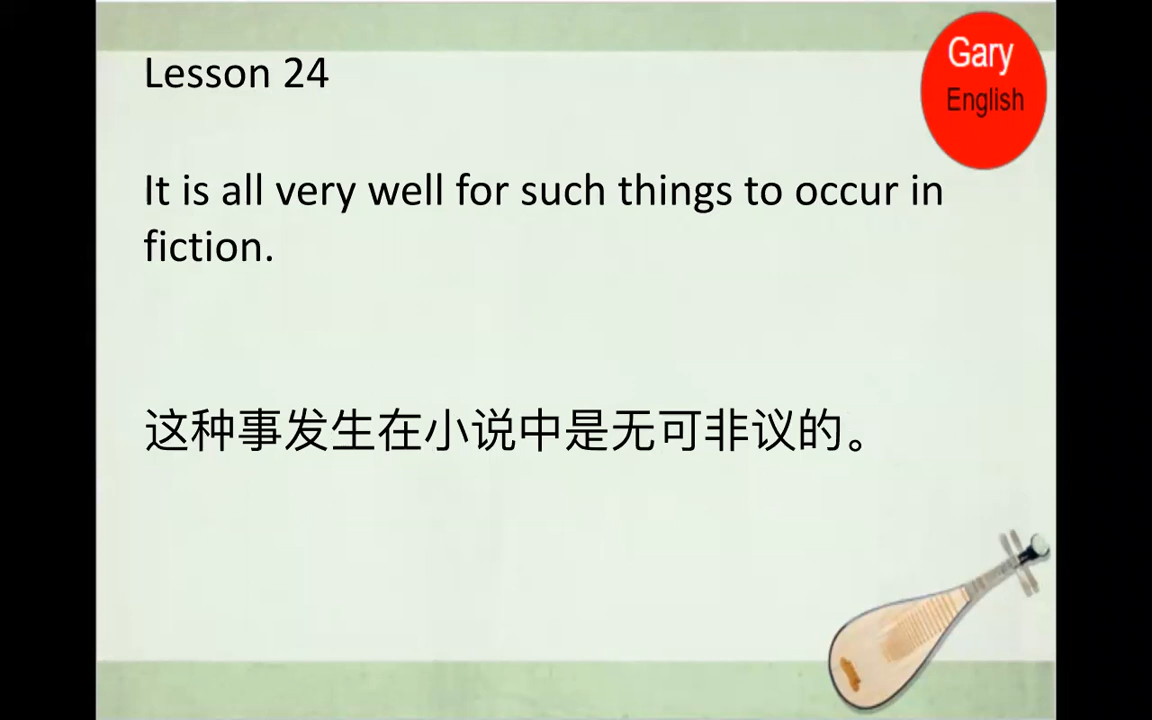 Lesson 24
Gary
English
It is all very well for such things to occur in
fiction.
这种事发生在小说中是无可非议的。